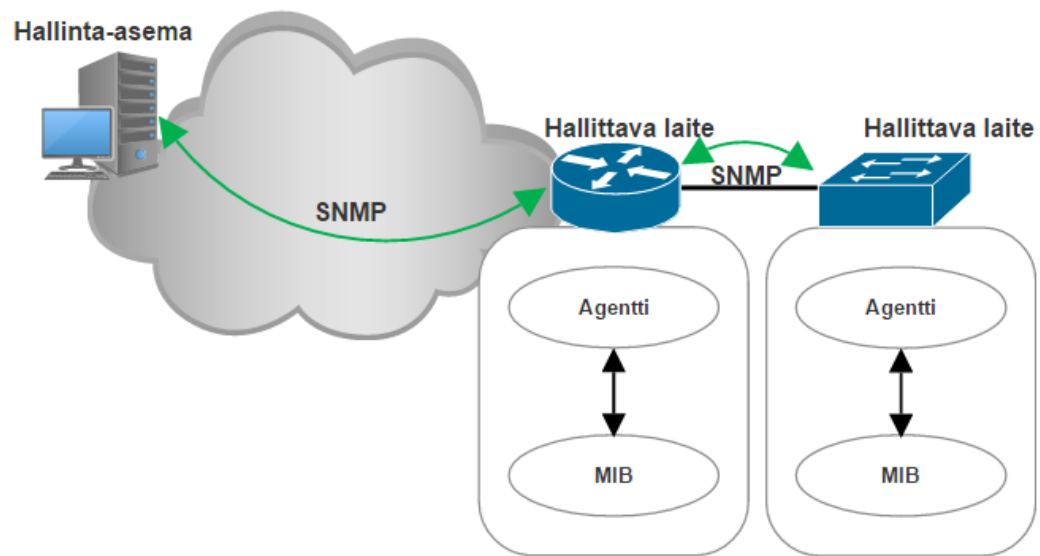 Hallinta-asema
Hallittava laite
Hallittava laite
SNMP
SNMP
Agentti
Agentti
MIB
MIB